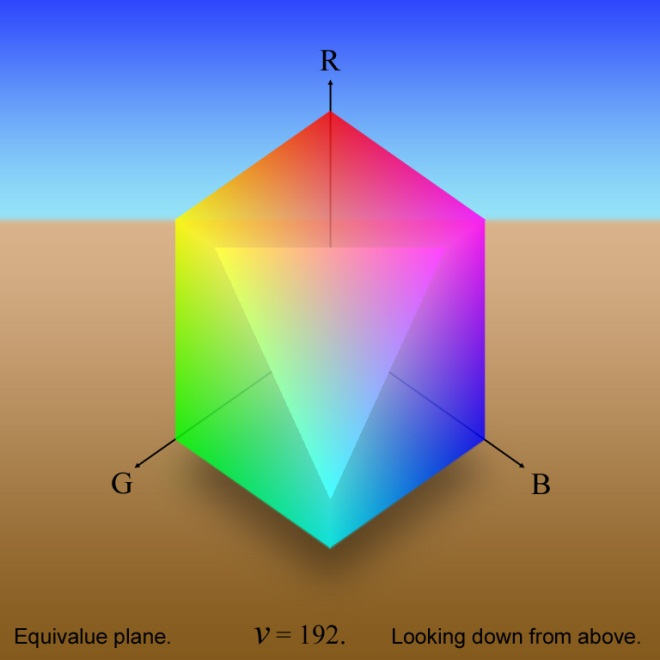 R
G
B
Equivalue plane. v = 192. Looking down from above.